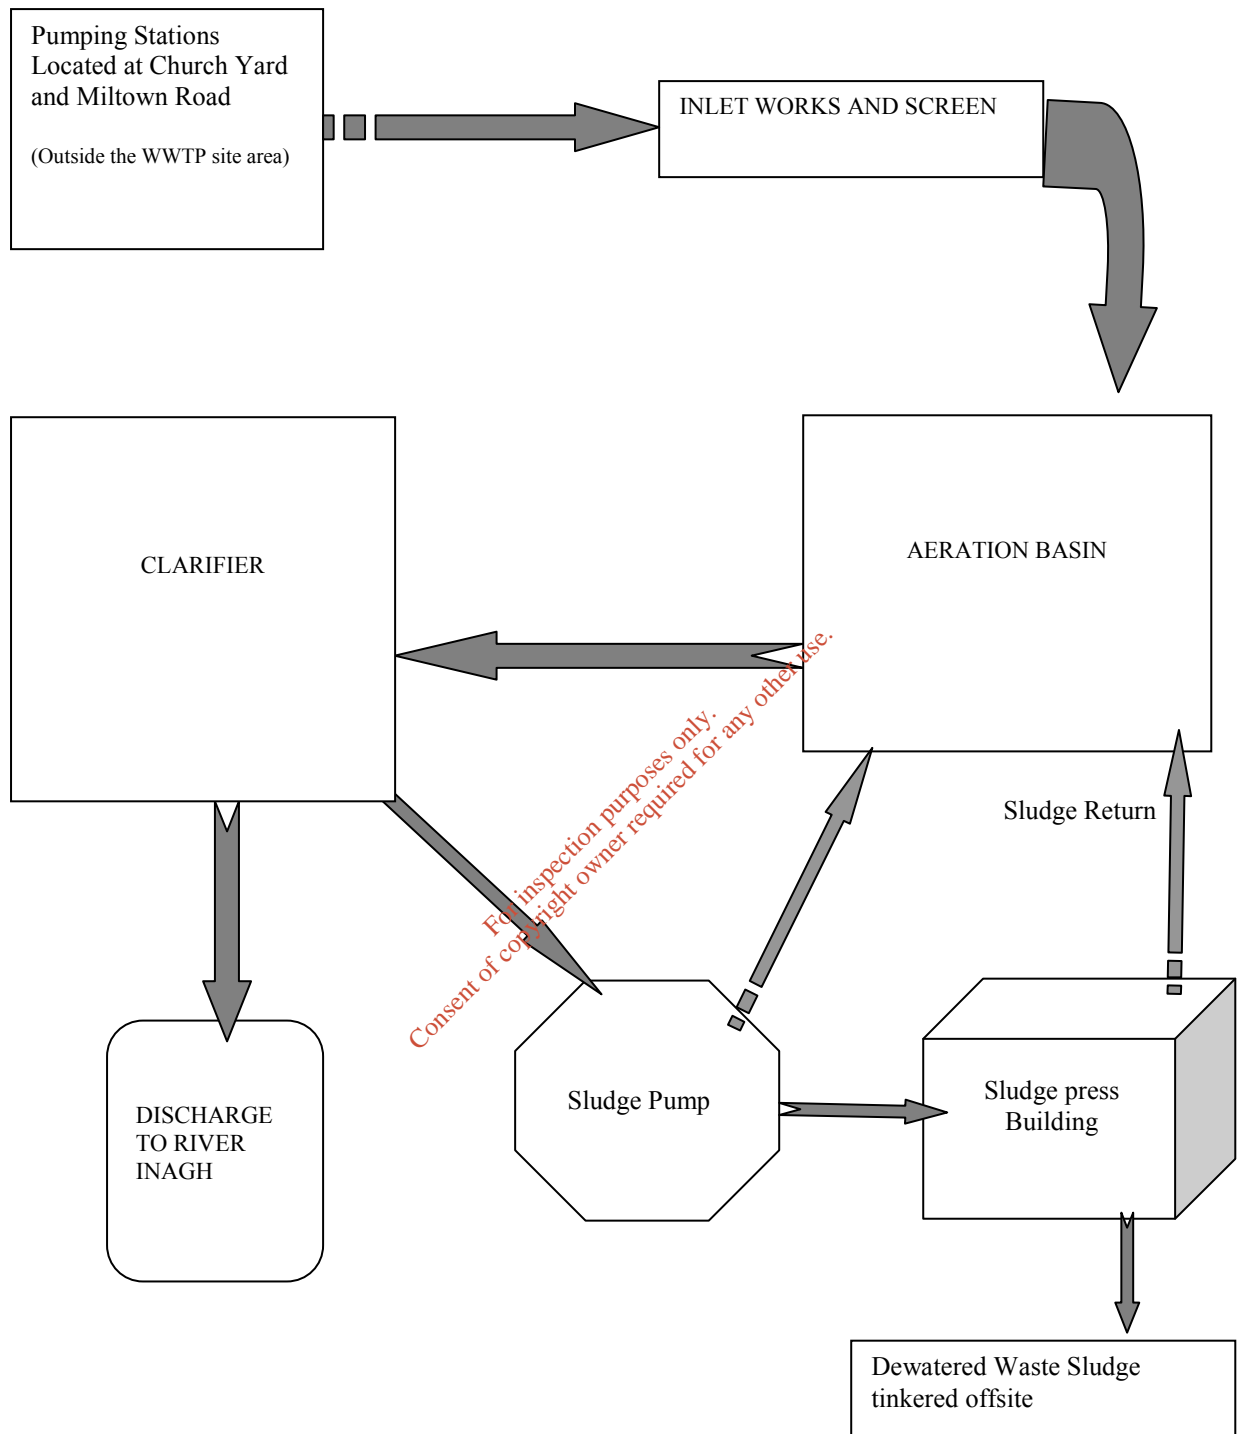 Pumping Stations
Located at Church Yard
and Miltown Road
(Outside the WWTP site area)
INLET WORKS AND SCREEN
CLARIFIER
AERATION BASIN
For inspection purposes only.
Consent of copyright owner required for any other use.
Sludge Return
DISCHARGE
TO RIVER
INAGH
Sludge Pump
Sludge press
Building
Dewatered Waste Sludge
tinkered offsite